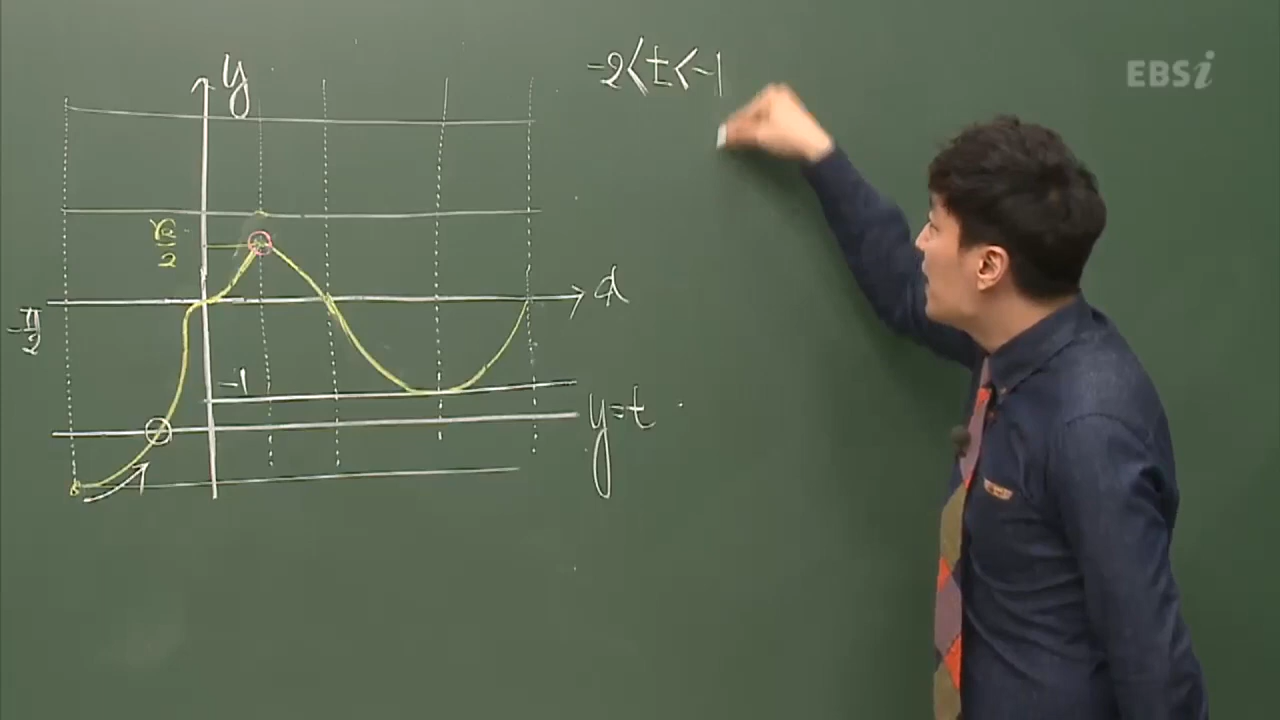 y
-2<t<-1
EBSi
√2/2
x
-π/2
-1
y=t